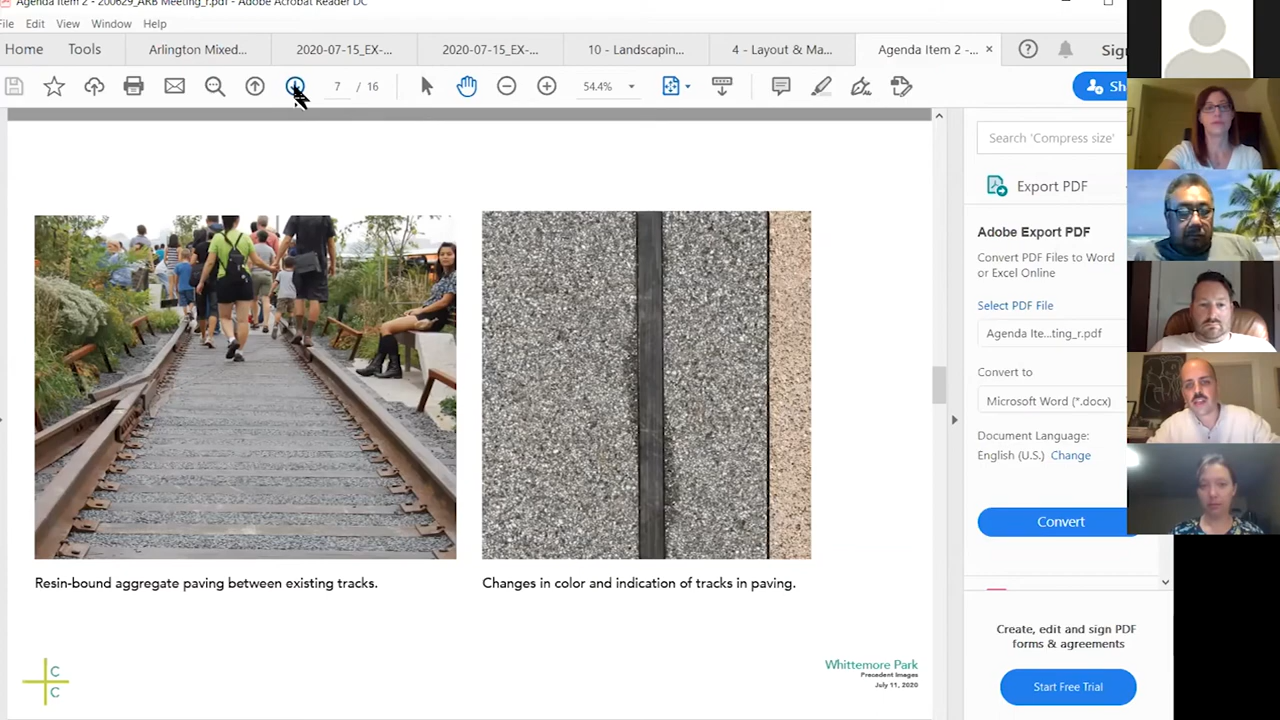 Agenda Item 2 - 200629_ARB Meeting_r.pdf - Adobe Acrobat Reader DC
File Edit View Window Help
Home Tools Arlington Mixed... 2020-07-15_EX-... 2020-07-15_EX-... 10 - Landscapin... 4 - Layout & Ma... Agenda Item 2 -... × ? Sig
7 / 16 54.4% Sh
Search 'Compress size'
Export PDF
Adobe Export PDF
Convert PDF Files to Word
or Excel Online
Select PDF File
Agenda Ite...ting_r.pdf
Convert to
Microsoft Word (*.docx)
Document Language:
English (U.S.) Change
Convert
Resin-bound aggregate paving between existing tracks.
Changes in color and indication of tracks in paving.
Create, edit and sign PDF
forms & agreements
Start Free Trial
C
C
Whittemore Park
Precedent Images
July 11, 2020